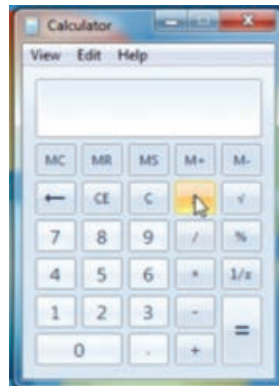 Calculator
View Edit Help
MC MR MS M+ M-
← CE C √
7 8 9 / %
4 5 6 * 1/x
1 2 3 - =
0 . +